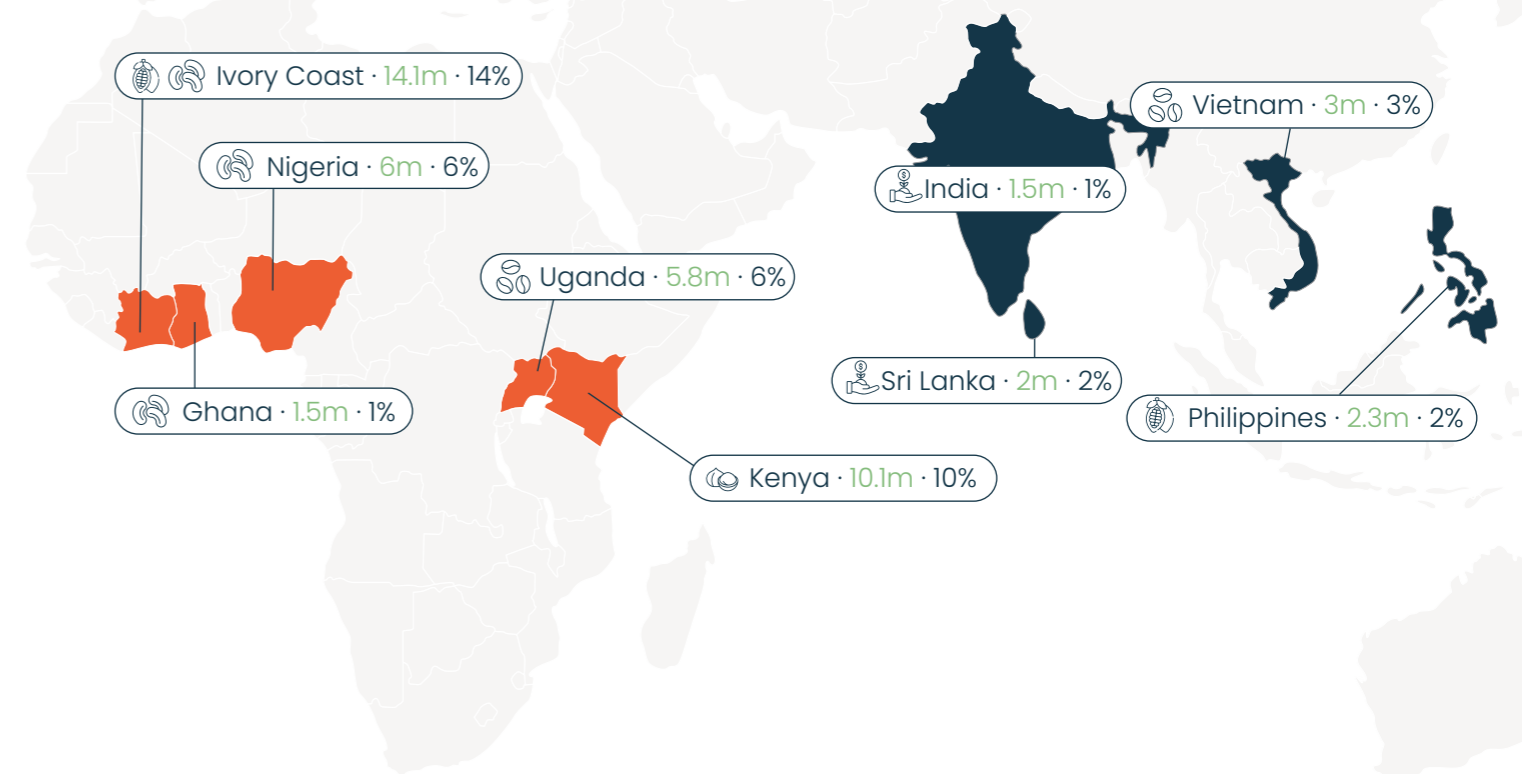 Ivory Coast · 14.1m · 14%
Vietnam · 3m · 3%
Nigeria · 6m · 6%
India · 1.5m · 1%
Uganda · 5.8m · 6%
Sri Lanka · 2m · 2%
Ghana · 1.5m · 1%
Philippines · 2.3m · 2%
Kenya · 10.1m · 10%